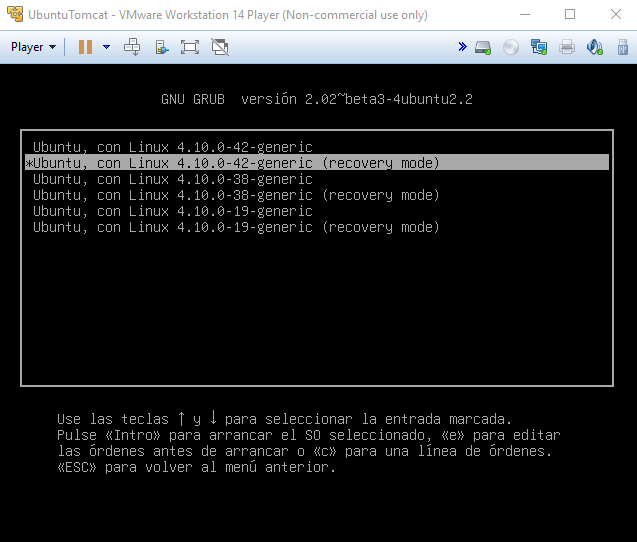 UbuntuTomcat - VMware Workstation 14 Player (Non-commercial use only)
Player
GNU GRUB  versión 2.02~beta3-4ubuntu2.2
Ubuntu, con Linux 4.10.0-42-generic
*Ubuntu, con Linux 4.10.0-42-generic (recovery mode)
Ubuntu, con Linux 4.10.0-38-generic
Ubuntu, con Linux 4.10.0-38-generic (recovery mode)
Ubuntu, con Linux 4.10.0-19-generic
Ubuntu, con Linux 4.10.0-19-generic (recovery mode)
Use las teclas ↑ y ↓ para seleccionar la entrada marcada.
Pulse «Intro» para arrancar el SO seleccionado, «e» para editar
las órdenes antes de arrancar o «c» para una línea de órdenes.
«ESC» para volver al menú anterior.